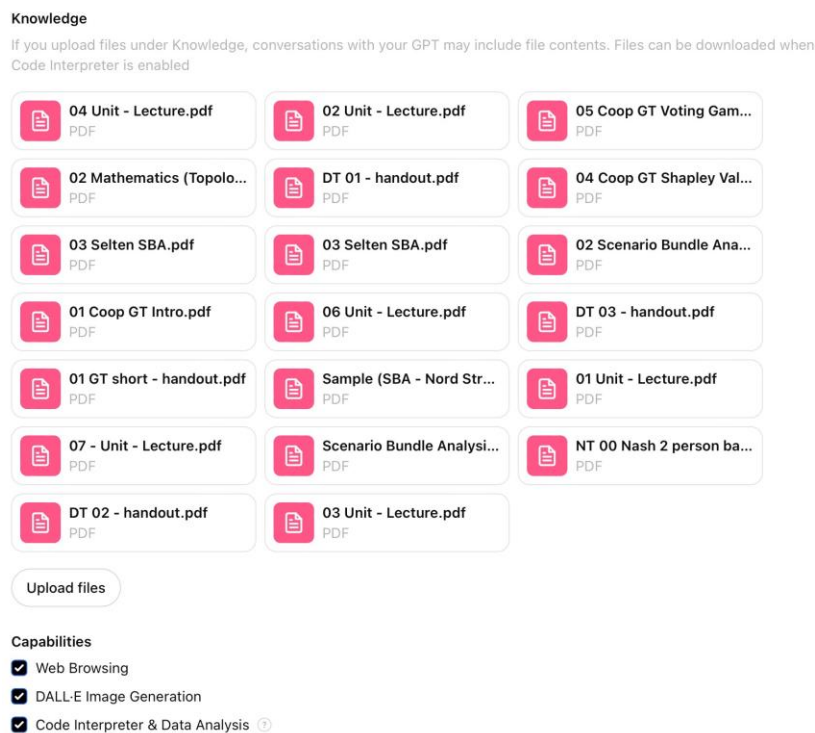 Knowledge
If you upload files under Knowledge, conversations with your GPT may include file contents. Files can be downloaded when
Code Interpreter is enabled
04 Unit - Lecture.pdf
PDF
02 Unit - Lecture.pdf
PDF
05 Coop GT Voting Gam...
PDF
02 Mathematics (Topolo...
PDF
DT 01 - handout.pdf
PDF
04 Coop GT Shapley Val...
PDF
03 Selten SBA.pdf
PDF
03 Selten SBA.pdf
PDF
02 Scenario Bundle Ana...
PDF
01 Coop GT Intro.pdf
PDF
06 Unit - Lecture.pdf
PDF
DT 03 - handout.pdf
PDF
01 GT short - handout.pdf
PDF
Sample (SBA - Nord Str...
PDF
01 Unit - Lecture.pdf
PDF
07 - Unit - Lecture.pdf
PDF
Scenario Bundle Analysi...
PDF
NT 00 Nash 2 person ba...
PDF
DT 02 - handout.pdf
PDF
03 Unit - Lecture.pdf
PDF
Upload files
Capabilities
Web Browsing
DALL·E Image Generation
Code Interpreter & Data Analysis ?